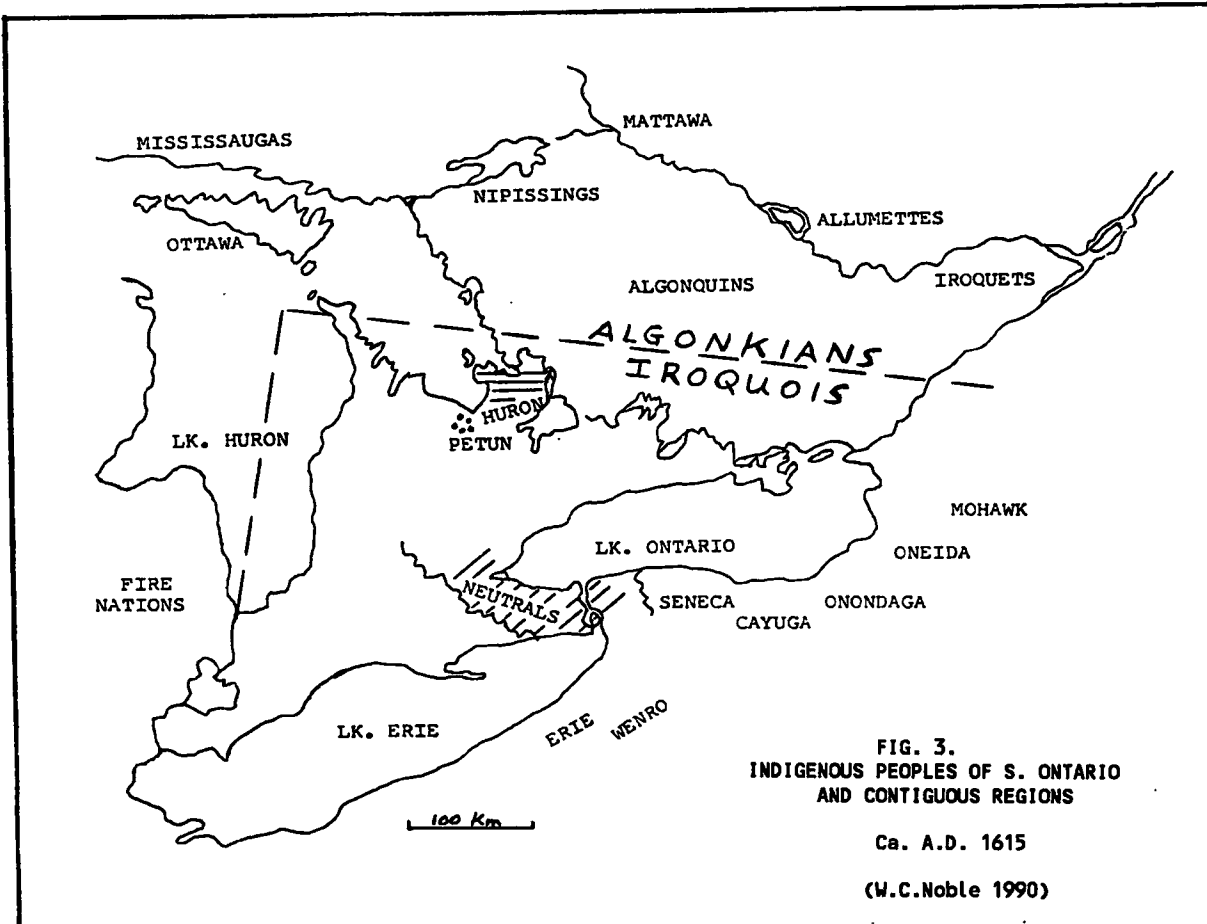 MATTAWA
MISSISSAUGAS
NIPISSINGS
ALLUMETTES
OTTAWA
IROQUETS
ALGONQUINS
ALGONKIANS
IROQUOIS
HURON
LK. HURON
PETUN
MOHAWK
LK. ONTARIO
ONEIDA
FIRE
NATIONS
NEUTRALS
SENECA
ONONDAGA
CAYUGA
LK. ERIE
ERIE
WENRO
100 Km
FIG. 3.
INDIGENOUS PEOPLES OF S. ONTARIO
AND CONTIGUOUS REGIONS
Ca. A.D. 1615
(W.C.Noble 1990)